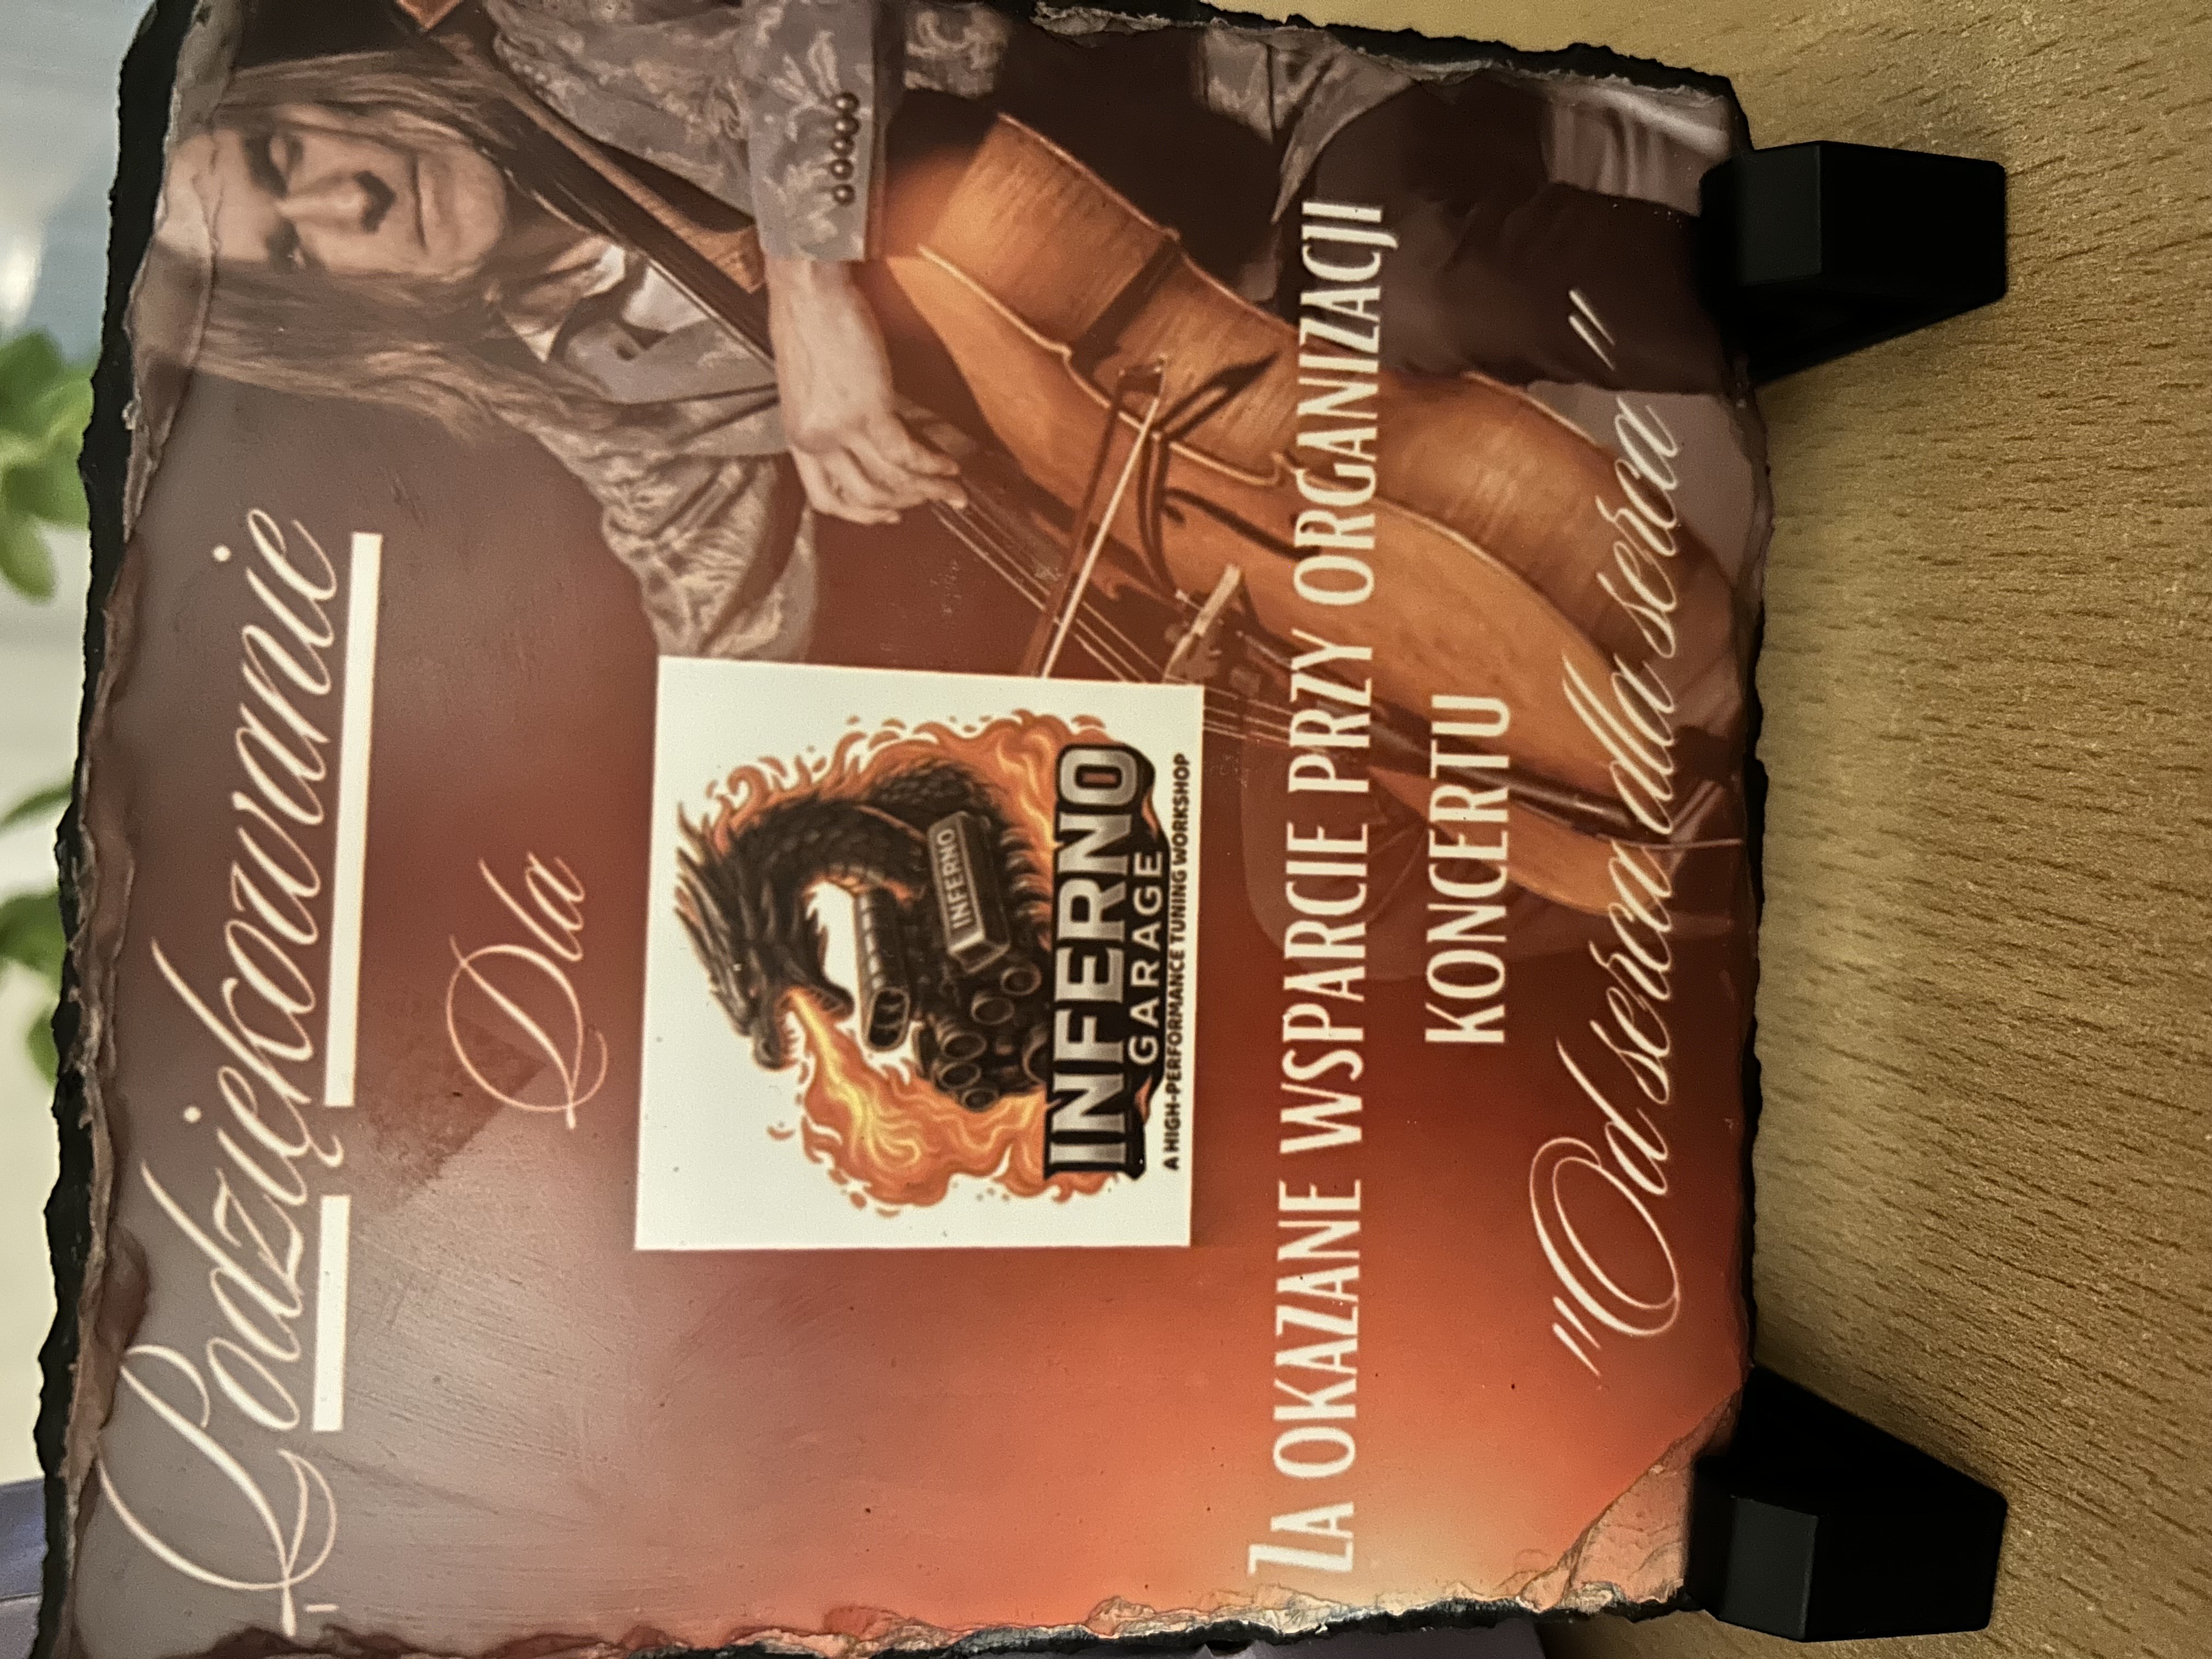 Podziękowanie
Dla
INFERNO
INFERNO
GARAGE
A HIGH-PERFORMANCE TUNING WORKSHOP
ZA OKAZANE WSPARCIE PRZY ORGANIZACJI
KONCERTU
"Od serca dla serca"